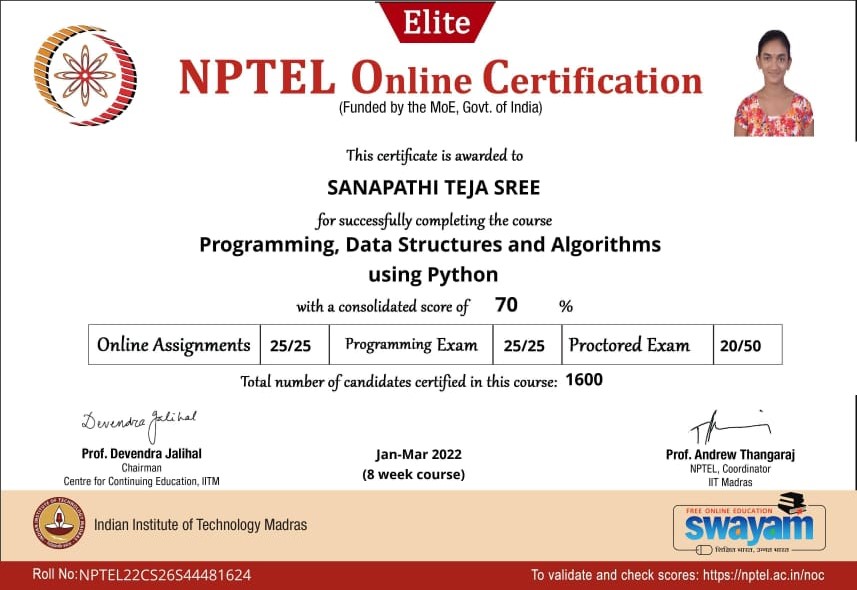 Elite
NPTEL Online Certification
(Funded by the MoE, Govt. of India)
This certificate is awarded to
SANAPATHI TEJA SREE
for successfully completing the course
Programming, Data Structures and Algorithms
using Python
with a consolidated score of 70 %
Online Assignments 25/25 Programming Exam 25/25 Proctored Exam 20/50
Total number of candidates certified in this course: 1600
Devendra Jalihal
Prof. Devendra Jalihal
Chairman
Centre for Continuing Education, IITM
Jan-Mar 2022
(8 week course)
Prof. Andrew Thangaraj
NPTEL, Coordinator
IIT Madras
Indian Institute of Technology Madras
FREE ONLINE EDUCATION
swayam
शिक्षित भारत, उन्नत भारत
Roll No: NPTEL22CS26S44481624
To validate and check scores: https://nptel.ac.in/noc